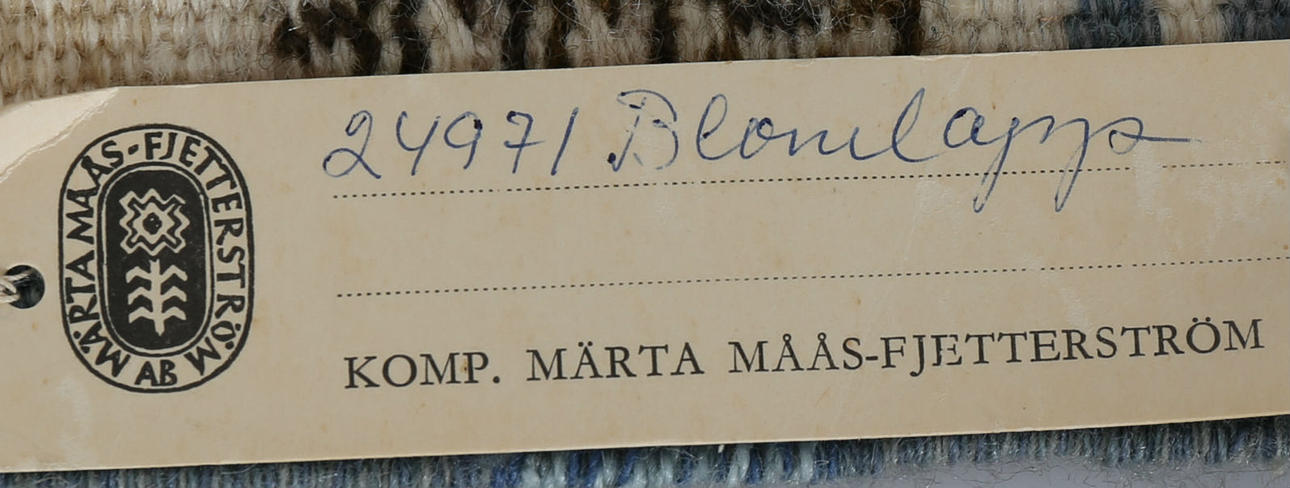 MÄRTA MÅÅS-FJETTERSTRÖM AB
24971 Blomlapp
KOMP. MÄRTA MÅÅS-FJETTERSTRÖM